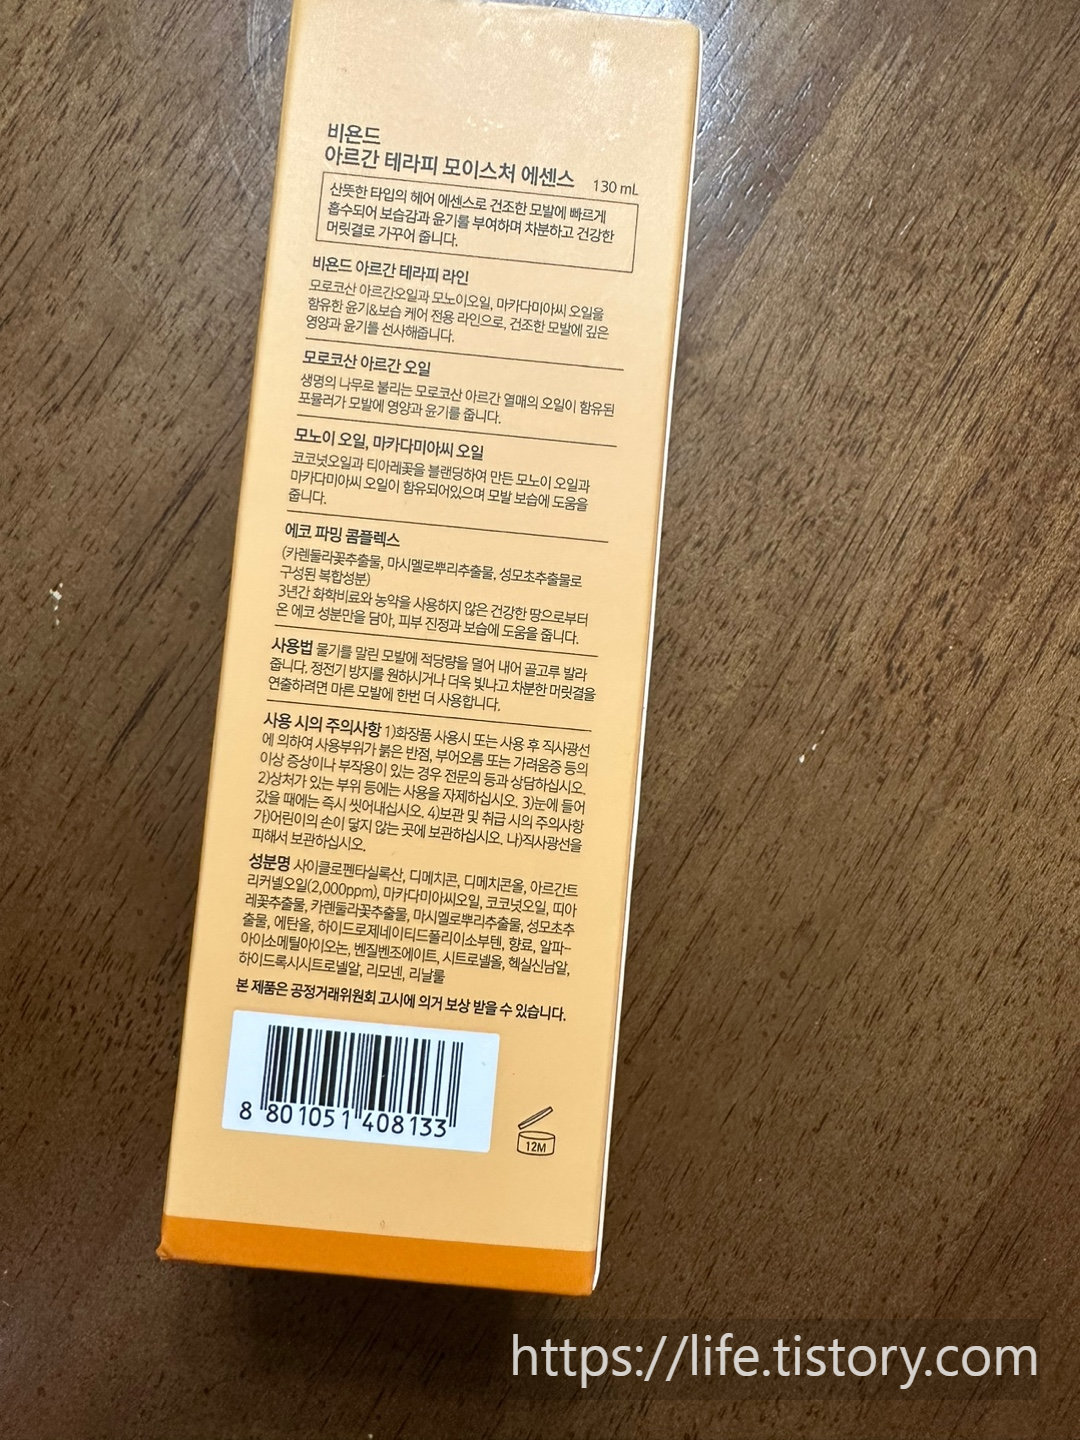 비욘드
아르간 테라피 모이스처 에센스 130 mL
산뜻한 타입의 헤어 에센스로 건조한 모발에 빠르게
흡수되어 보습감과 윤기를 부여하며 차분하고 건강한
머릿결로 가꾸어 줍니다.
비욘드 아르간 테라피 라인
모로코산 아르간오일과 모노이오일, 마카다미아씨 오일을
함유한 윤기&보습 케어 전용 라인으로, 건조한 모발에 깊은
영양과 윤기를 선사해줍니다.
모로코산 아르간 오일
생명의 나무로 불리는 모로코산 아르간 열매의 오일이 함유된
포뮬러가 모발에 영양과 윤기를 줍니다.
모노이 오일, 마카다미아씨 오일
코코넛오일과 티아레꽃을 블랜딩하여 만든 모노이 오일과
마카다미아씨 오일이 함유되어있으며 모발 보습에 도움을
줍니다.
에코 파밍 콤플렉스
(카렌둘라꽃추출물, 마시멜로뿌리추출물, 성모초추출물로
구성된 복합성분)
3년간 화학비료와 농약을 사용하지 않은 건강한 땅으로부터
온 에코 성분만을 담아, 피부 진정과 보습에 도움을 줍니다.
사용법 물기를 말린 모발에 적당량을 덜어 내어 골고루 발라
줍니다. 정전기 방지를 원하시거나 더욱 빛나고 차분한 머릿결을
연출하려면 마른 모발에 한번 더 사용합니다.
사용 시의 주의사항 1)화장품 사용시 또는 사용 후 직사광선
에 의하여 사용부위가 붉은 반점, 부어오름 또는 가려움증 등의
이상 증상이나 부작용이 있는 경우 전문의 등과 상담하십시오.
2)상처가 있는 부위 등에는 사용을 자제하십시오. 3)눈에 들어
갔을 때에는 즉시 씻어내십시오. 4)보관 및 취급 시의 주의사항
가)어린이의 손이 닿지 않는 곳에 보관하십시오. 나)직사광선을
피해서 보관하십시오.
성분명 사이클로펜타실록산, 디메치콘, 디메치콘올, 아르간트
리커넬오일(2,000ppm), 마카다미아씨오일, 코코넛오일, 띠아
레꽃추출물, 카렌둘라꽃추출물, 마시멜로뿌리추출물, 성모초추
출물, 에탄올, 하이드로제네이티드폴리이소부텐, 향료, 알파-
아이소메틸아이오논, 벤질벤조에이트, 시트로넬올, 헥실신남알,
하이드록시시트로넬알, 리모넨, 리날룰
본 제품은 공정거래위원회 고시에 의거 보상 받을 수 있습니다.
8 801051 408133
12M
https://life.tistory.com